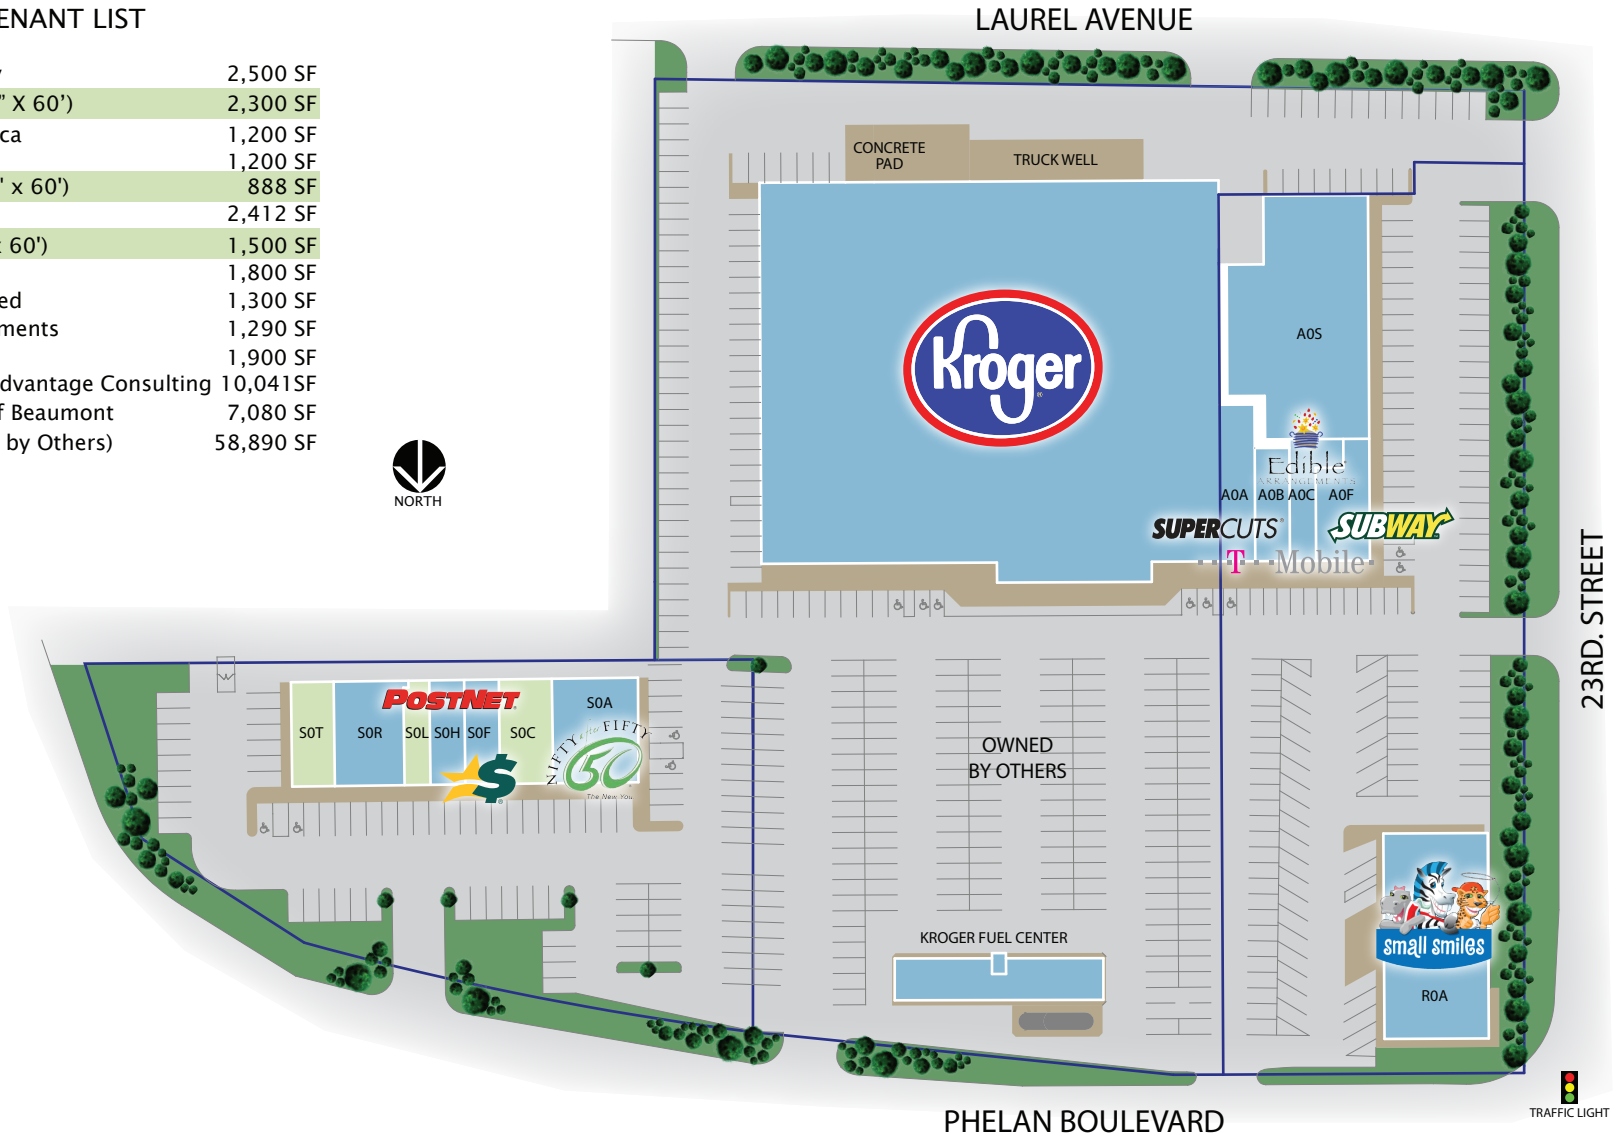 ENANT LIST
y 2,500 SF
" X 60') 2,300 SF
ca 1,200 SF
1,200 SF
' x 60') 888 SF
2,412 SF
x 60') 1,500 SF
1,800 SF
ed 1,300 SF
ments 1,290 SF
1,900 SF
dvantage Consulting 10,041SF
f Beaumont 7,080 SF
by Others) 58,890 SF
NORTH
LAUREL AVENUE
CONCRETE
PAD
TRUCK WELL
Kroger
A0S
Edible
ARRANGEMENTS
A0A A0B A0C A0F
SUPERCUTS
SUBWAY
T Mobile
23RD. STREET
POSTNET
S0A
S0T S0R S0L S0H S0F S0C
$
NIFTY after FIFTY
50
The New You
OWNED
BY OTHERS
KROGER FUEL CENTER
small smiles
R0A
TRAFFIC LIGHT
PHELAN BOULEVARD